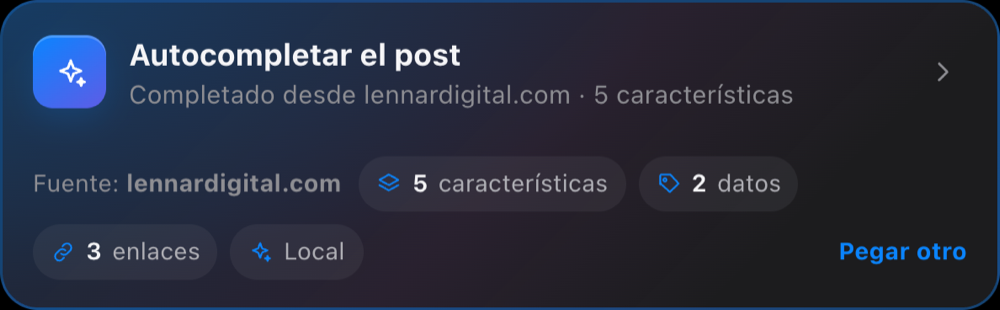 Autocompletar el post
Completado desde lennardigital.com · 5 características
Fuente: lennardigital.com 5 características 2 datos
3 enlaces Local Pegar otro